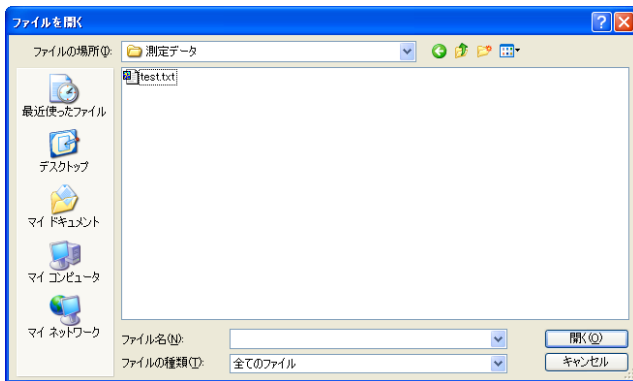 ファイルを開く
ファイルの場所(I):
測定データ
test.txt
最近使ったファイル
デスクトップ
マイ ドキュメント
マイ コンピュータ
マイ ネットワーク
ファイル名(N):
開く(O)
ファイルの種類(T):
全てのファイル
キャンセル